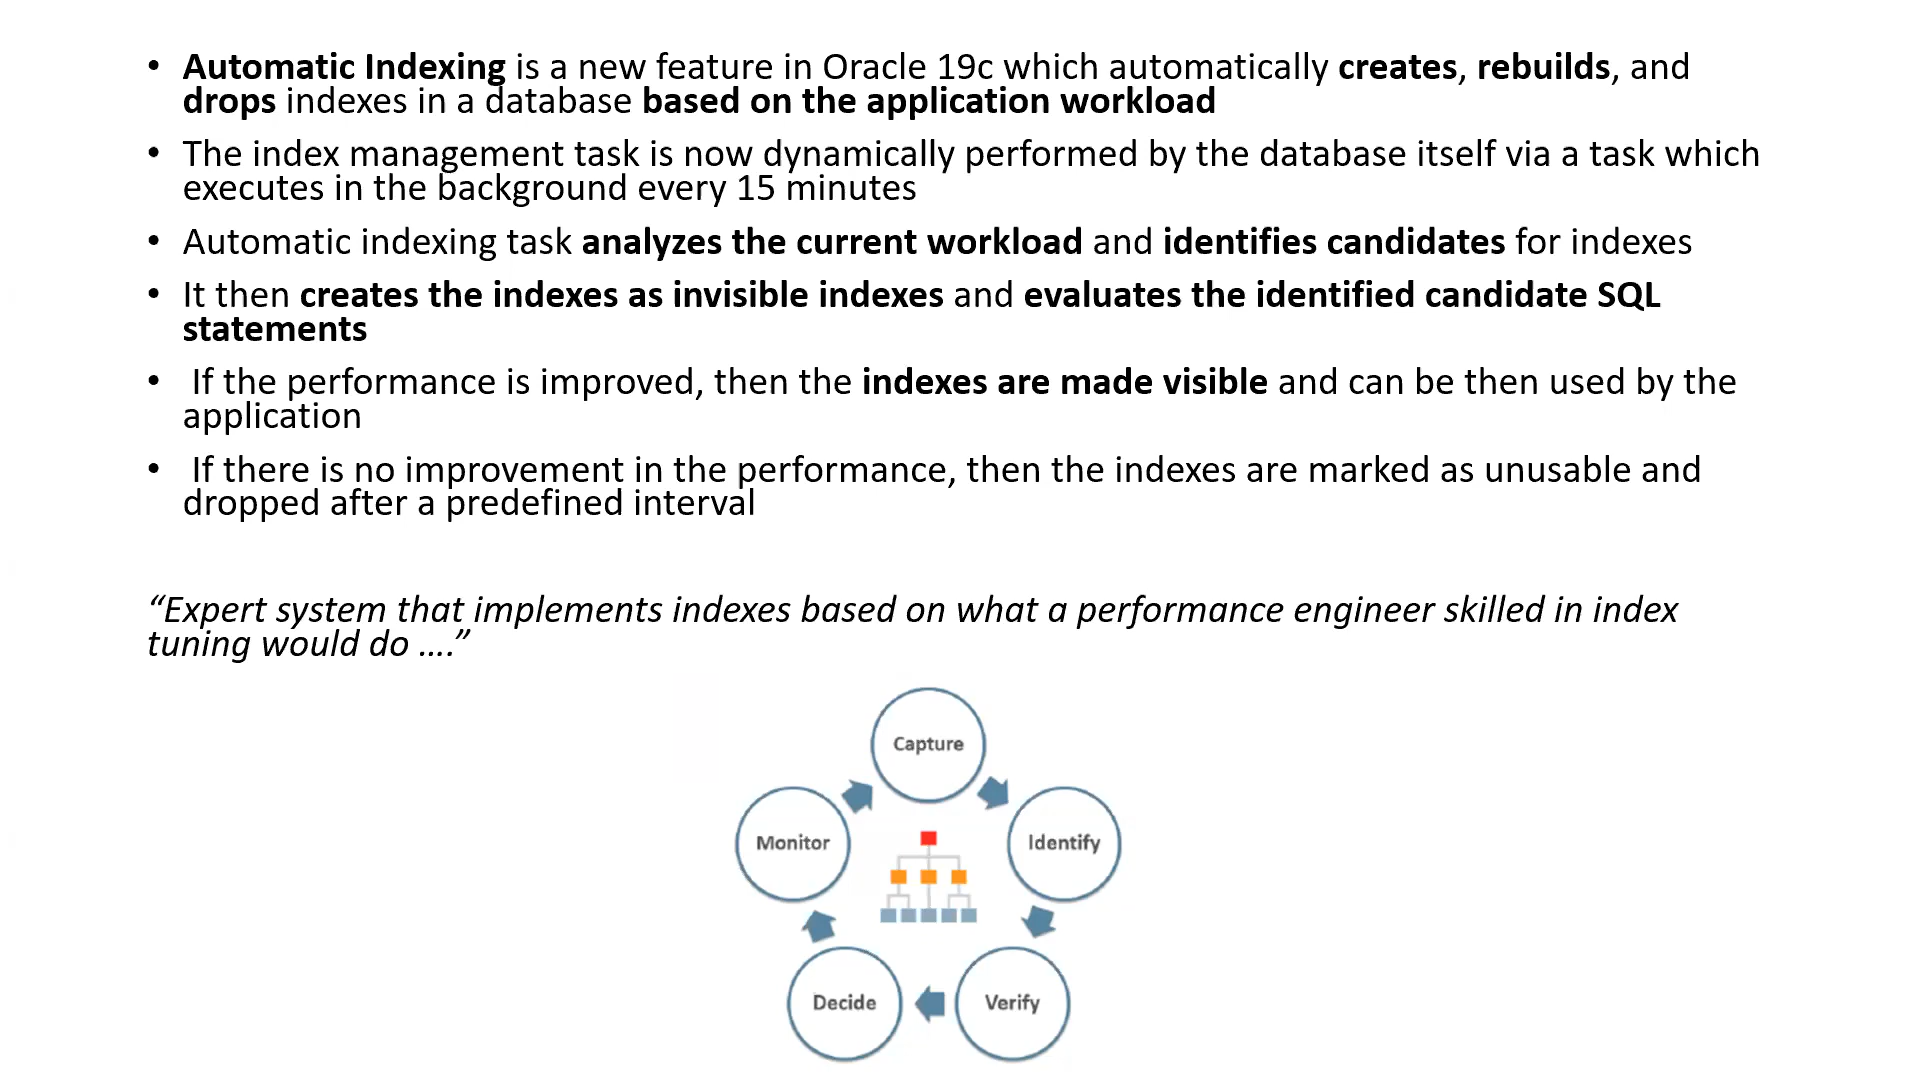 • Automatic Indexing is a new feature in Oracle 19c which automatically creates, rebuilds, and
drops indexes in a database based on the application workload
• The index management task is now dynamically performed by the database itself via a task which
executes in the background every 15 minutes
• Automatic indexing task analyzes the current workload and identifies candidates for indexes
• It then creates the indexes as invisible indexes and evaluates the identified candidate SQL
statements
• If the performance is improved, then the indexes are made visible and can be then used by the
application
• If there is no improvement in the performance, then the indexes are marked as unusable and
dropped after a predefined interval
“Expert system that implements indexes based on what a performance engineer skilled in index
tuning would do ….”
Capture
Monitor
Identify
Decide
Verify